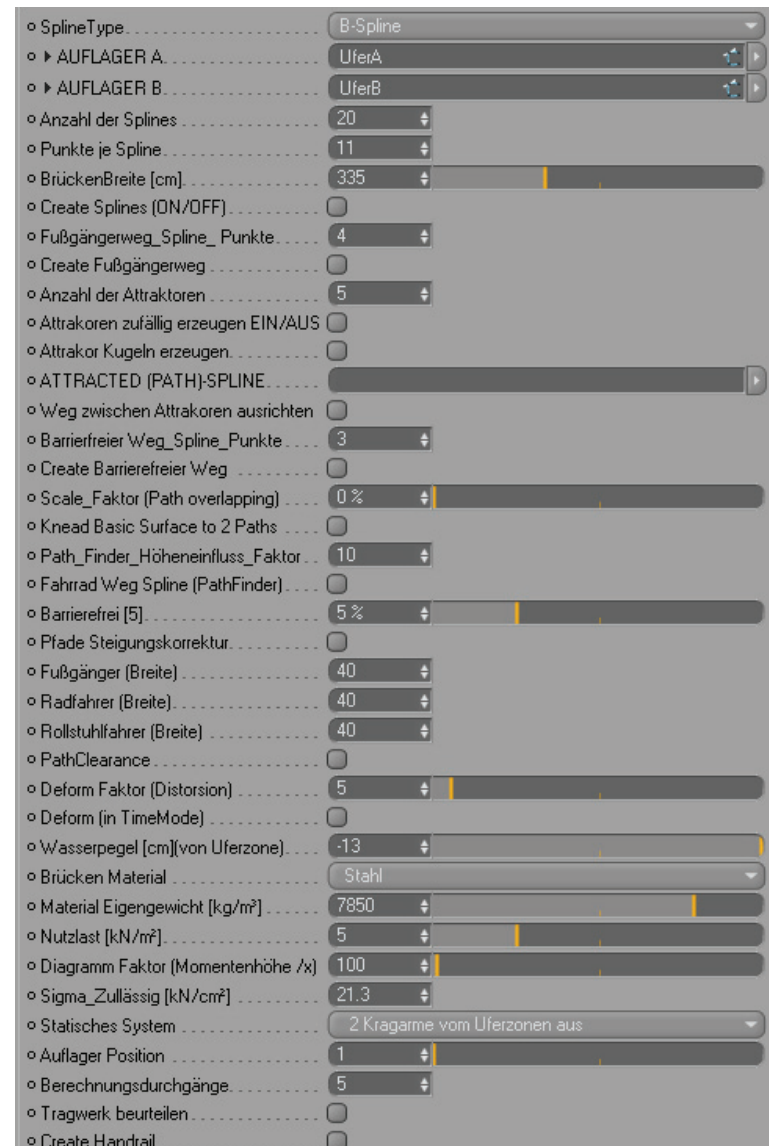 SplineType B-Spline
AUFLAGER A UferA
AUFLAGER B UferB
Anzahl der Splines 20
Punkte je Spline 11
BrückenBreite [cm] 335
Create Splines (ON/OFF)
Fußgängerweg_Spline_ Punkte 4
Create Fußgängerweg
Anzahl der Attraktoren 5
Attrakoren zufällig erzeugen EIN/AUS
Attrakor Kugeln erzeugen
ATTRACTED (PATH)-SPLINE
Weg zwischen Attrakoren ausrichten
Barrierfreier Weg_Spline_Punkte 3
Create Barrierefreier Weg
Scale_Faktor (Path overlapping) 0 %
Knead Basic Surface to 2 Paths
Path_Finder_Höheneinfluss_Faktor 10
Fahrrad Weg Spline (PathFinder)
Barrierefrei [5] 5 %
Pfade Steigungskorrektur
Fußgänger (Breite) 40
Radfahrer (Breite) 40
Rollstuhlfahrer (Breite) 40
PathClearance
Deform Faktor (Distorsion) 5
Deform (in TimeMode)
Wasserpegel [cm](von Uferzone) -13
Brücken Material Stahl
Material Eigengewicht [kg/m³] 7850
Nutzlast [kN/m²] 5
Diagramm Faktor (Momentenhöhe /x) 100
Sigma_Zullässig [kN/cm²] 21.3
Statisches System 2 Kragarme vom Uferzonen aus
Auflager Position 1
Berechnungsdurchgänge 5
Tragwerk beurteilen
Create Handrail